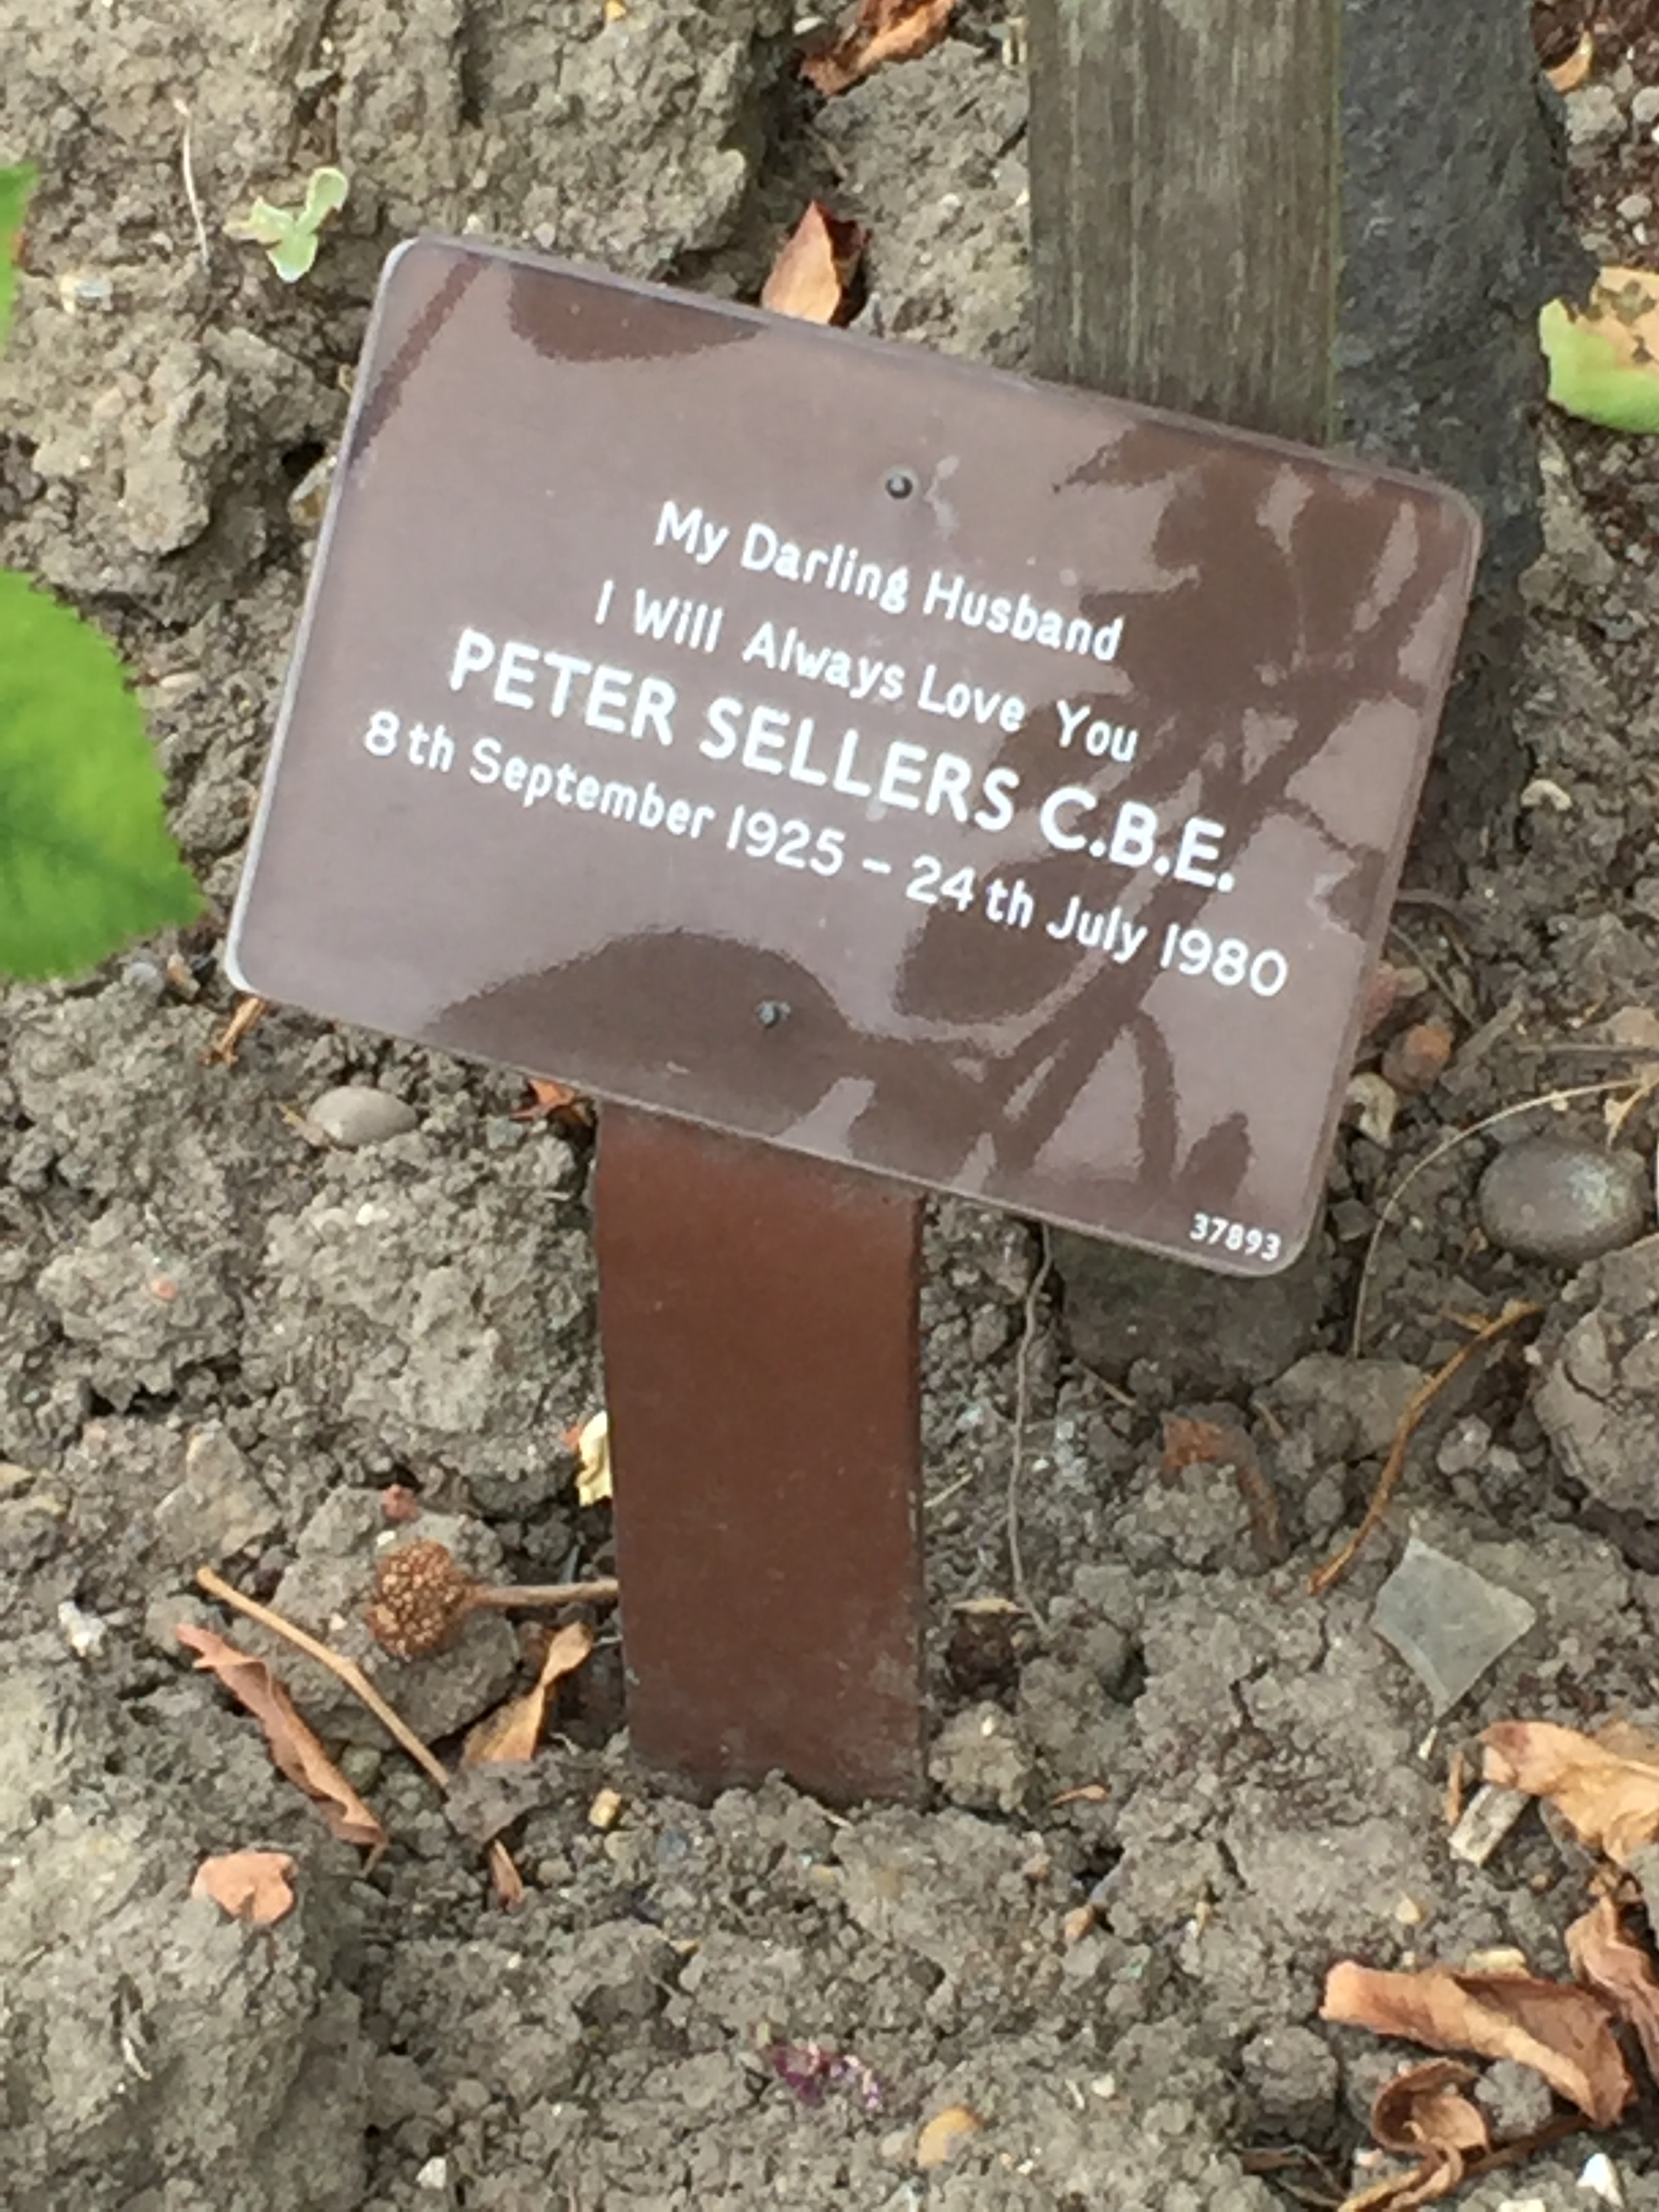 My Darling Husband
I Will Always Love You
PETER SELLERS C.B.E.
8th September 1925 – 24th July 1980
37893